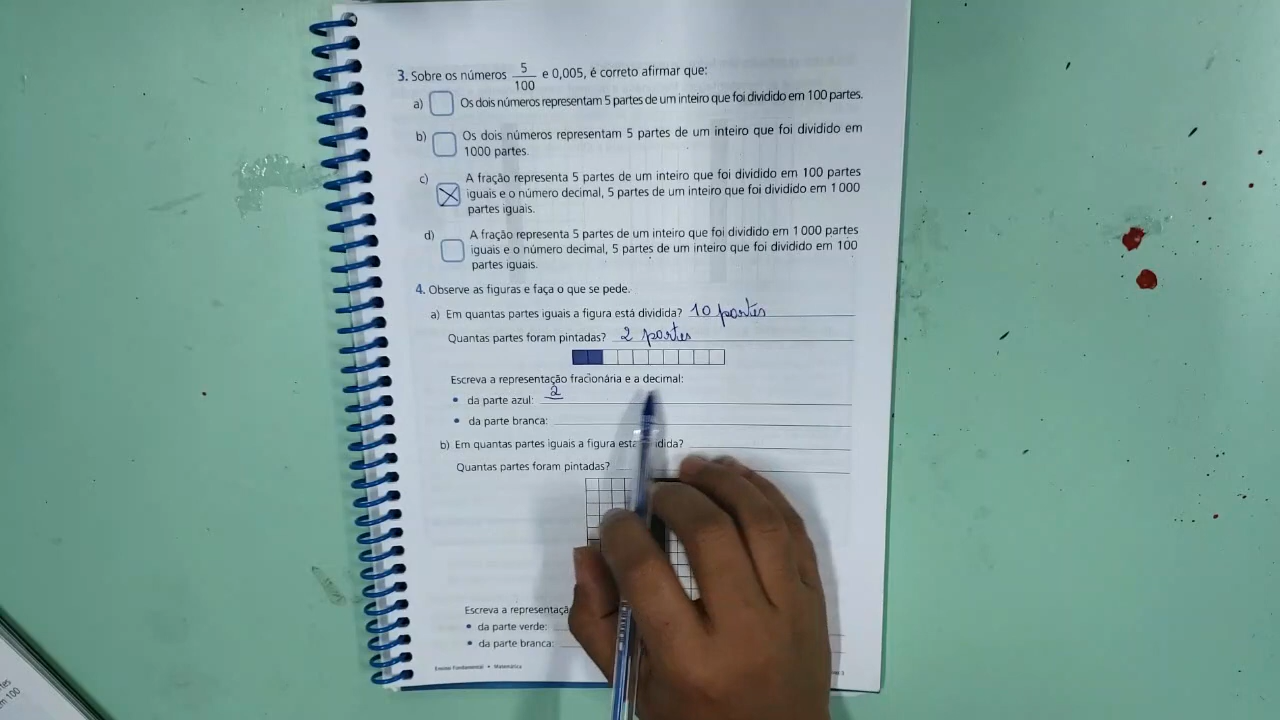 3. Sobre os números 5/100 e 0,005, é correto afirmar que:
a) Os dois números representam 5 partes de um inteiro que foi dividido em 100 partes.
b) Os dois números representam 5 partes de um inteiro que foi dividido em
1000 partes.
c) A fração representa 5 partes de um inteiro que foi dividido em 100 partes
iguais e o número decimal, 5 partes de um inteiro que foi dividido em 1 000
partes iguais.
d) A fração representa 5 partes de um inteiro que foi dividido em 1 000 partes
iguais e o número decimal, 5 partes de um inteiro que foi dividido em 100
partes iguais.
4. Observe as figuras e faça o que se pede.
a) Em quantas partes iguais a figura está dividida? 10 partes
Quantas partes foram pintadas? 2 partes
Escreva a representação fracionária e a decimal:
• da parte azul: 2
• da parte branca:
b) Em quantas partes iguais a figura está dividida?
Quantas partes foram pintadas?
Escreva a
• da parte verde:
• da parte branca:
Ensino Fundamental • Matemática
em 100